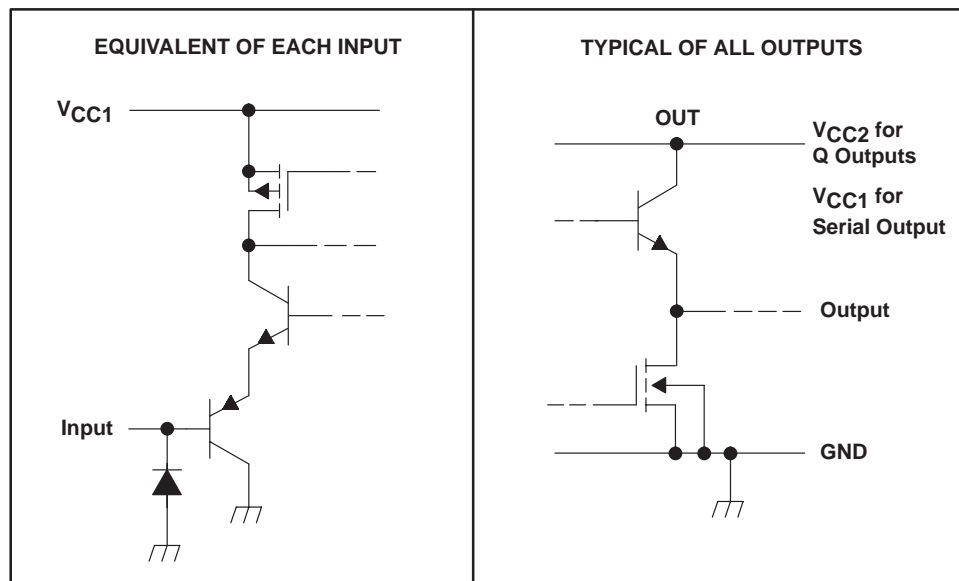 EQUIVALENT OF EACH INPUT
VCC1
Input
TYPICAL OF ALL OUTPUTS
OUT
VCC2 for
Q Outputs
VCC1 for
Serial Output
Output
GND